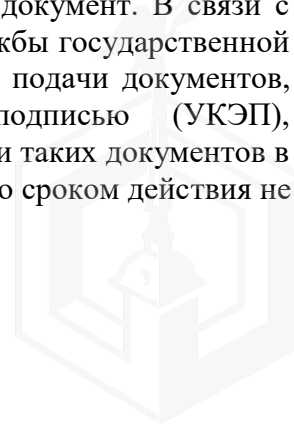 документ. В связи с
жбы государственной
подачи документов,
подписью (УКЭП),
и таких документов в
о сроком действия не